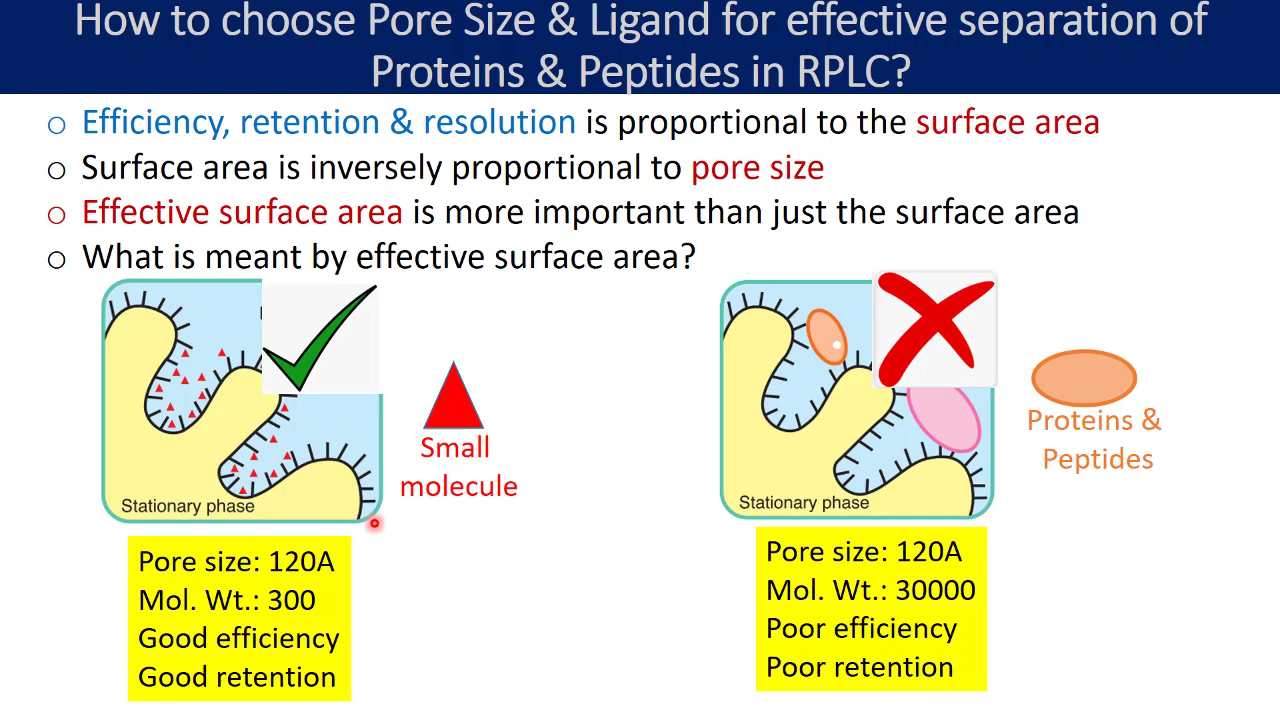 How to choose Pore Size & Ligand for effective separation of
Proteins & Peptides in RPLC?
o Efficiency, retention & resolution is proportional to the surface area
o Surface area is inversely proportional to pore size
o Effective surface area is more important than just the surface area
o What is meant by effective surface area?
Stationary phase
Small
molecule
Pore size: 120A
Mol. Wt.: 300
Good efficiency
Good retention
Stationary phase
Proteins &
Peptides
Pore size: 120A
Mol. Wt.: 30000
Poor efficiency
Poor retention